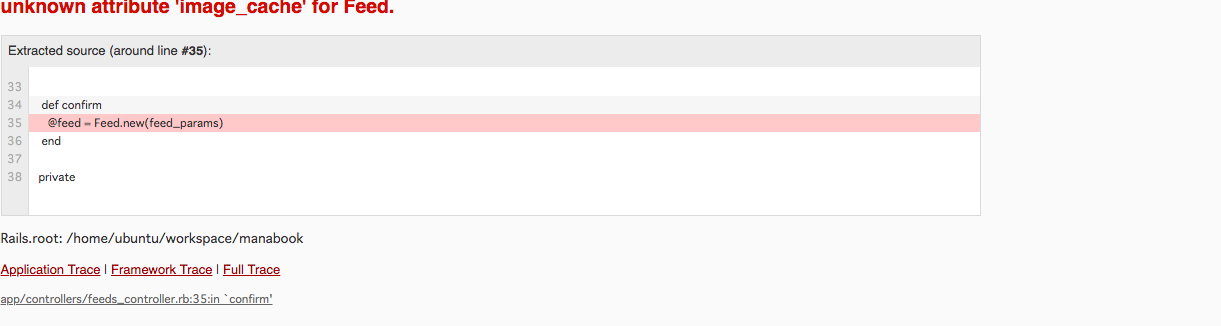 unknown attribute 'image_cache' for Feed.
Extracted source (around line #35):
33
34 def confirm
35 @feed = Feed.new(feed_params)
36 end
37
38 private
Rails.root: /home/ubuntu/workspace/manabook
Application Trace | Framework Trace | Full Trace
app/controllers/feeds_controller.rb:35:in `confirm'